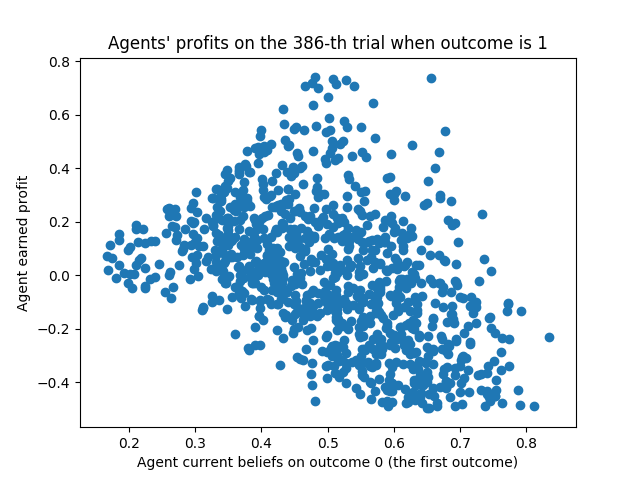 Agents' profits on the 386-th trial when outcome is 1
Agent earned profit
0.8
0.6
0.4
0.2
0.0
−0.2
−0.4
0.2 0.3 0.4 0.5 0.6 0.7 0.8
Agent current beliefs on outcome 0 (the first outcome)